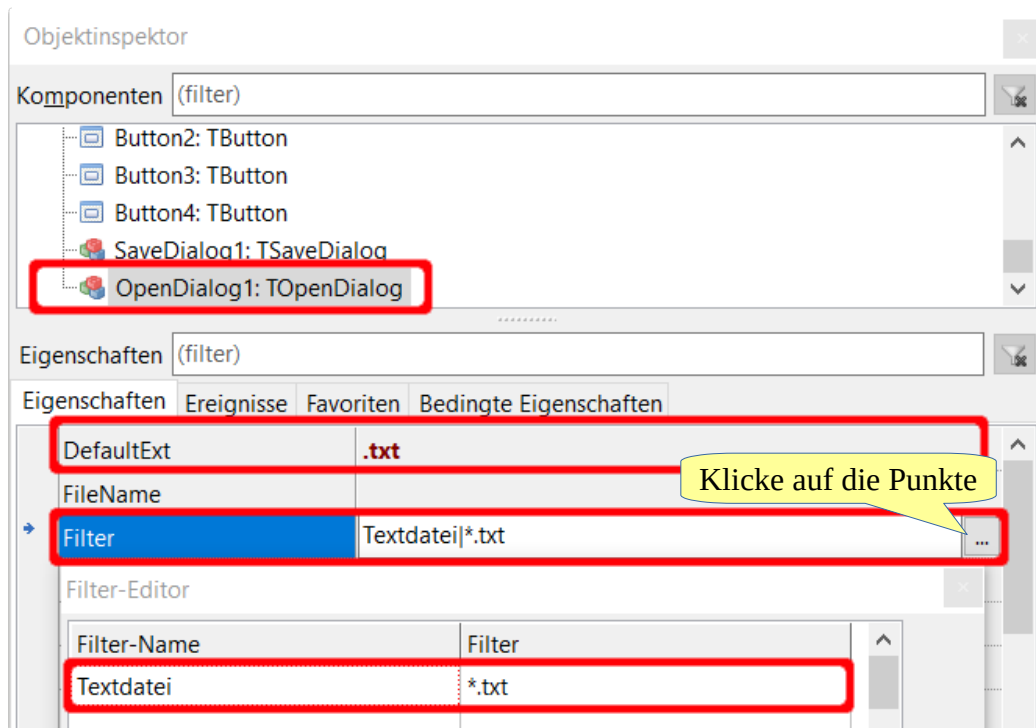 Objektinspektor
Komponenten (filter)
Button2: TButton
Button3: TButton
Button4: TButton
SaveDialog1: TSaveDialog
OpenDialog1: TOpenDialog
Eigenschaften (filter)
Eigenschaften Ereignisse Favoriten Bedingte Eigenschaften
DefaultExt .txt
Klicke auf die Punkte
FileName
Filter Textdatei|*.txt ...
Filter-Editor
Filter-Name Filter
Textdatei *.txt